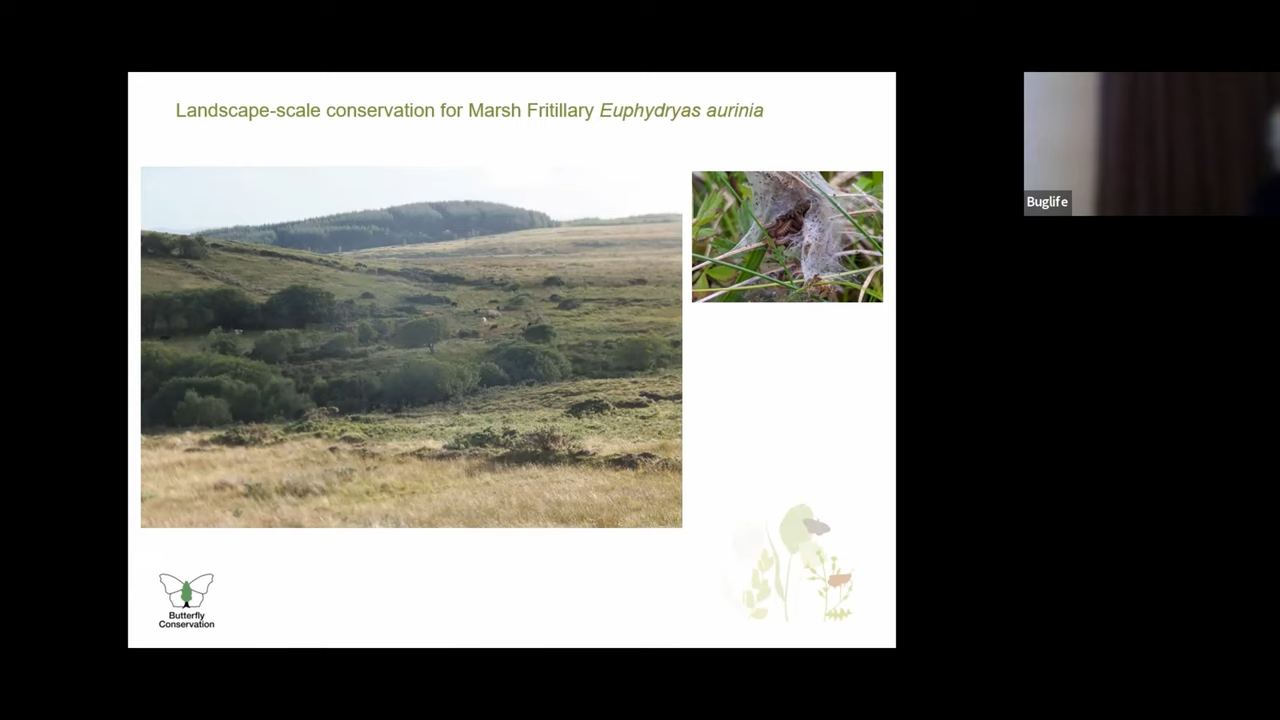 Landscape-scale conservation for Marsh Fritillary Euphydryas aurinia
Buglife
Butterfly
Conservation